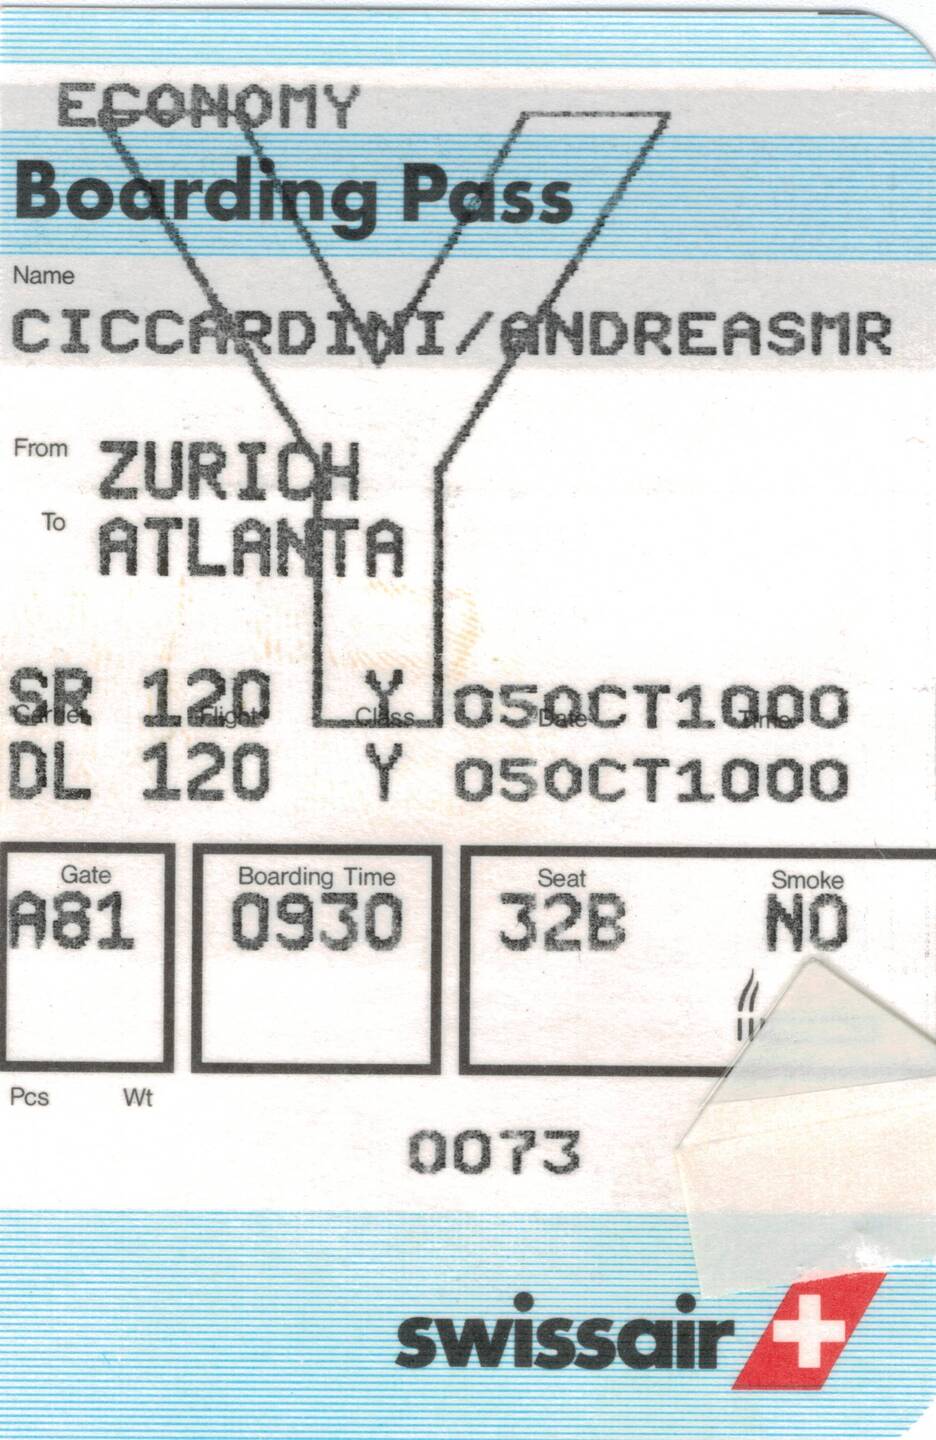 ECONOMY
Boarding Pass
Name
CICCARDINI/ANDREASMR
From ZURICH
To ATLANTA
SR 120 Y 05OCT1000
Carrier Flight Class Date Time
DL 120 Y 05OCT1000
Gate Boarding Time Seat Smoke
A81 0930 32B NO
Pcs Wt
0073
swissair